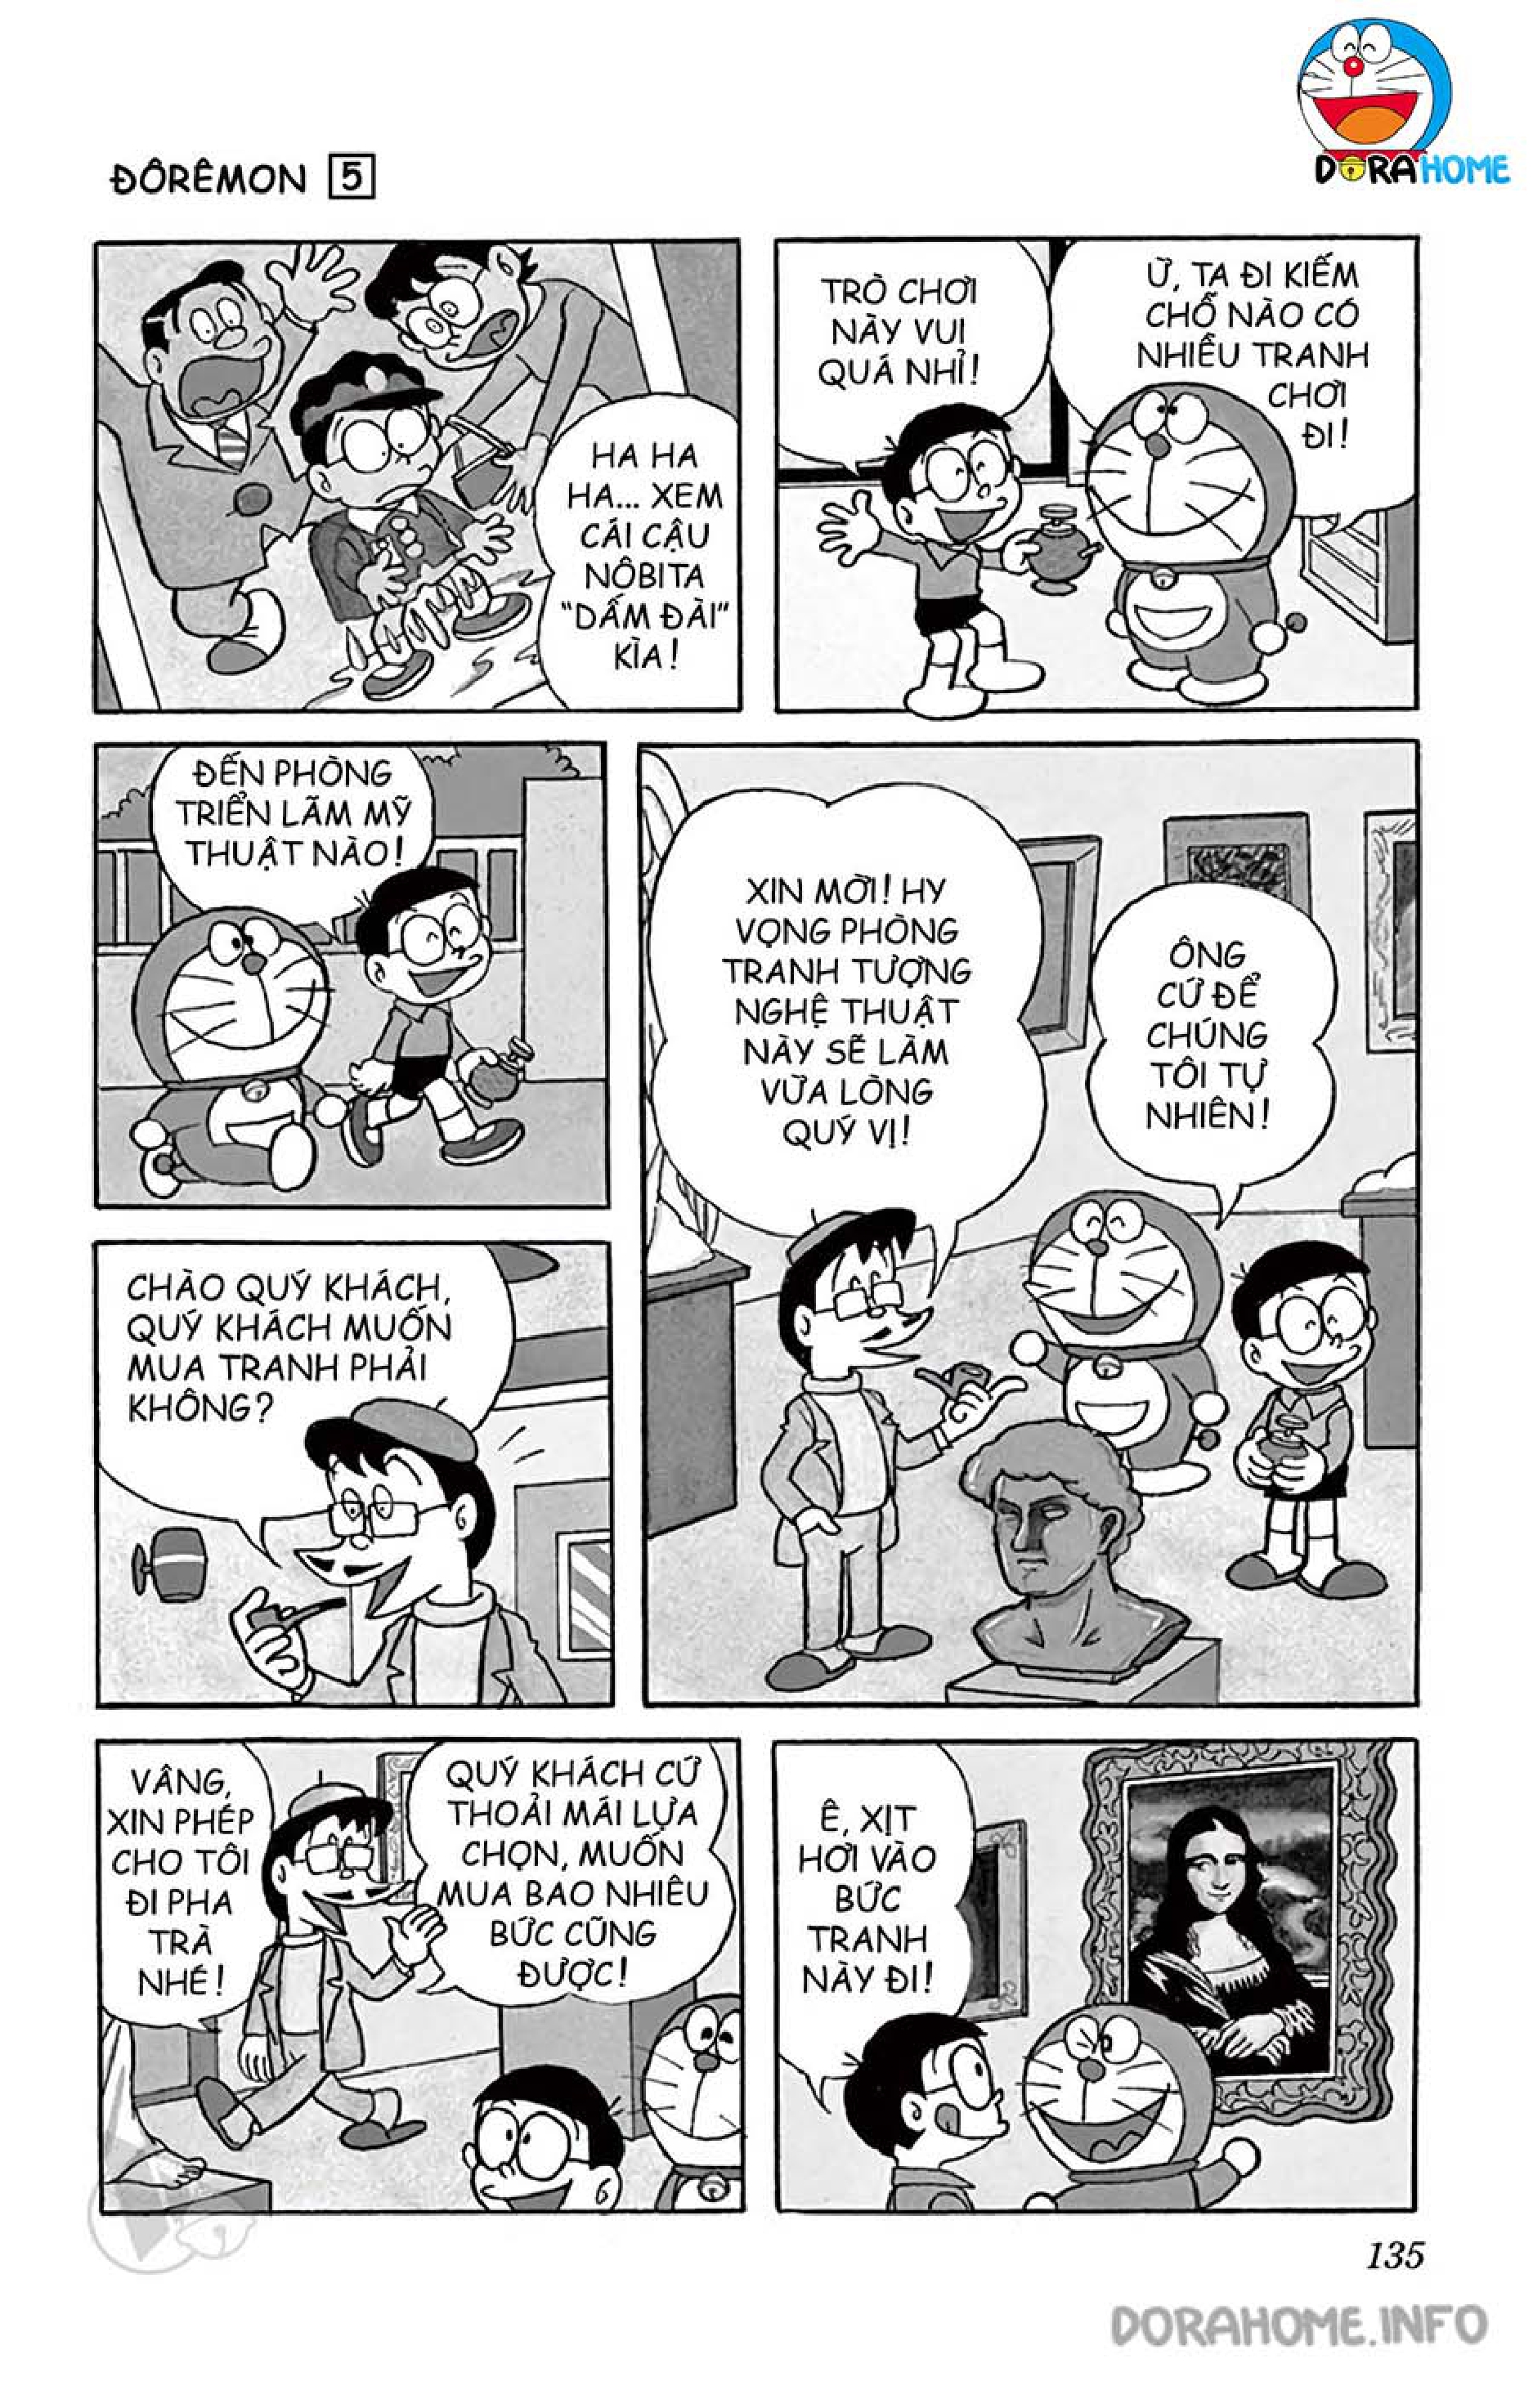 DORAHOME
ĐÔRÊMON 5
HA HA
HA... XEM
CÁI CẬU
NÔBITA
“DẤM ĐÀI”
KÌA!
TRÒ CHƠI
NÀY VUI
QUÁ NHỈ!
Ừ, TA ĐI KIẾM
CHỖ NÀO CÓ
NHIỀU TRANH
CHƠI
ĐI!
ĐẾN PHÒNG
TRIỂN LÃM MỸ
THUẬT NÀO!
CHÀO QUÝ KHÁCH,
QUÝ KHÁCH MUỐN
MUA TRANH PHẢI
KHÔNG?
XIN MỜI! HY
VỌNG PHÒNG
TRANH TƯỢNG
NGHỆ THUẬT
NÀY SẼ LÀM
VỪA LÒNG
QUÝ VỊ!
ÔNG
CỨ ĐỂ
CHÚNG
TÔI TỰ
NHIÊN!
VÂNG,
XIN PHÉP
CHO TÔI
ĐI PHA
TRÀ
NHÉ!
QUÝ KHÁCH CỨ
THOẢI MÁI LỰA
CHỌN, MUỐN
MUA BAO NHIÊU
BỨC CŨNG
ĐƯỢC!
Ê, XỊT
HƠI VÀO
BỨC
TRANH
NÀY ĐI!
135
DORAHOME.INFO